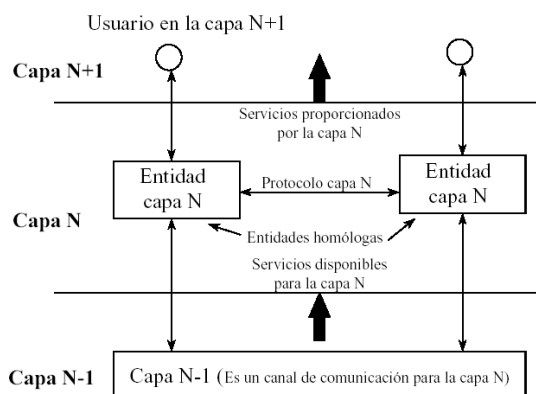 Usuario en la capa N+1
Capa N+1
Servicios proporcionados
por la capa N
Entidad
capa N
Protocolo capa N
Entidad
capa N
Capa N
Entidades homólogas
Servicios disponibles
para la capa N
Capa N-1
Capa N-1 (Es un canal de comunicación para la capa N)